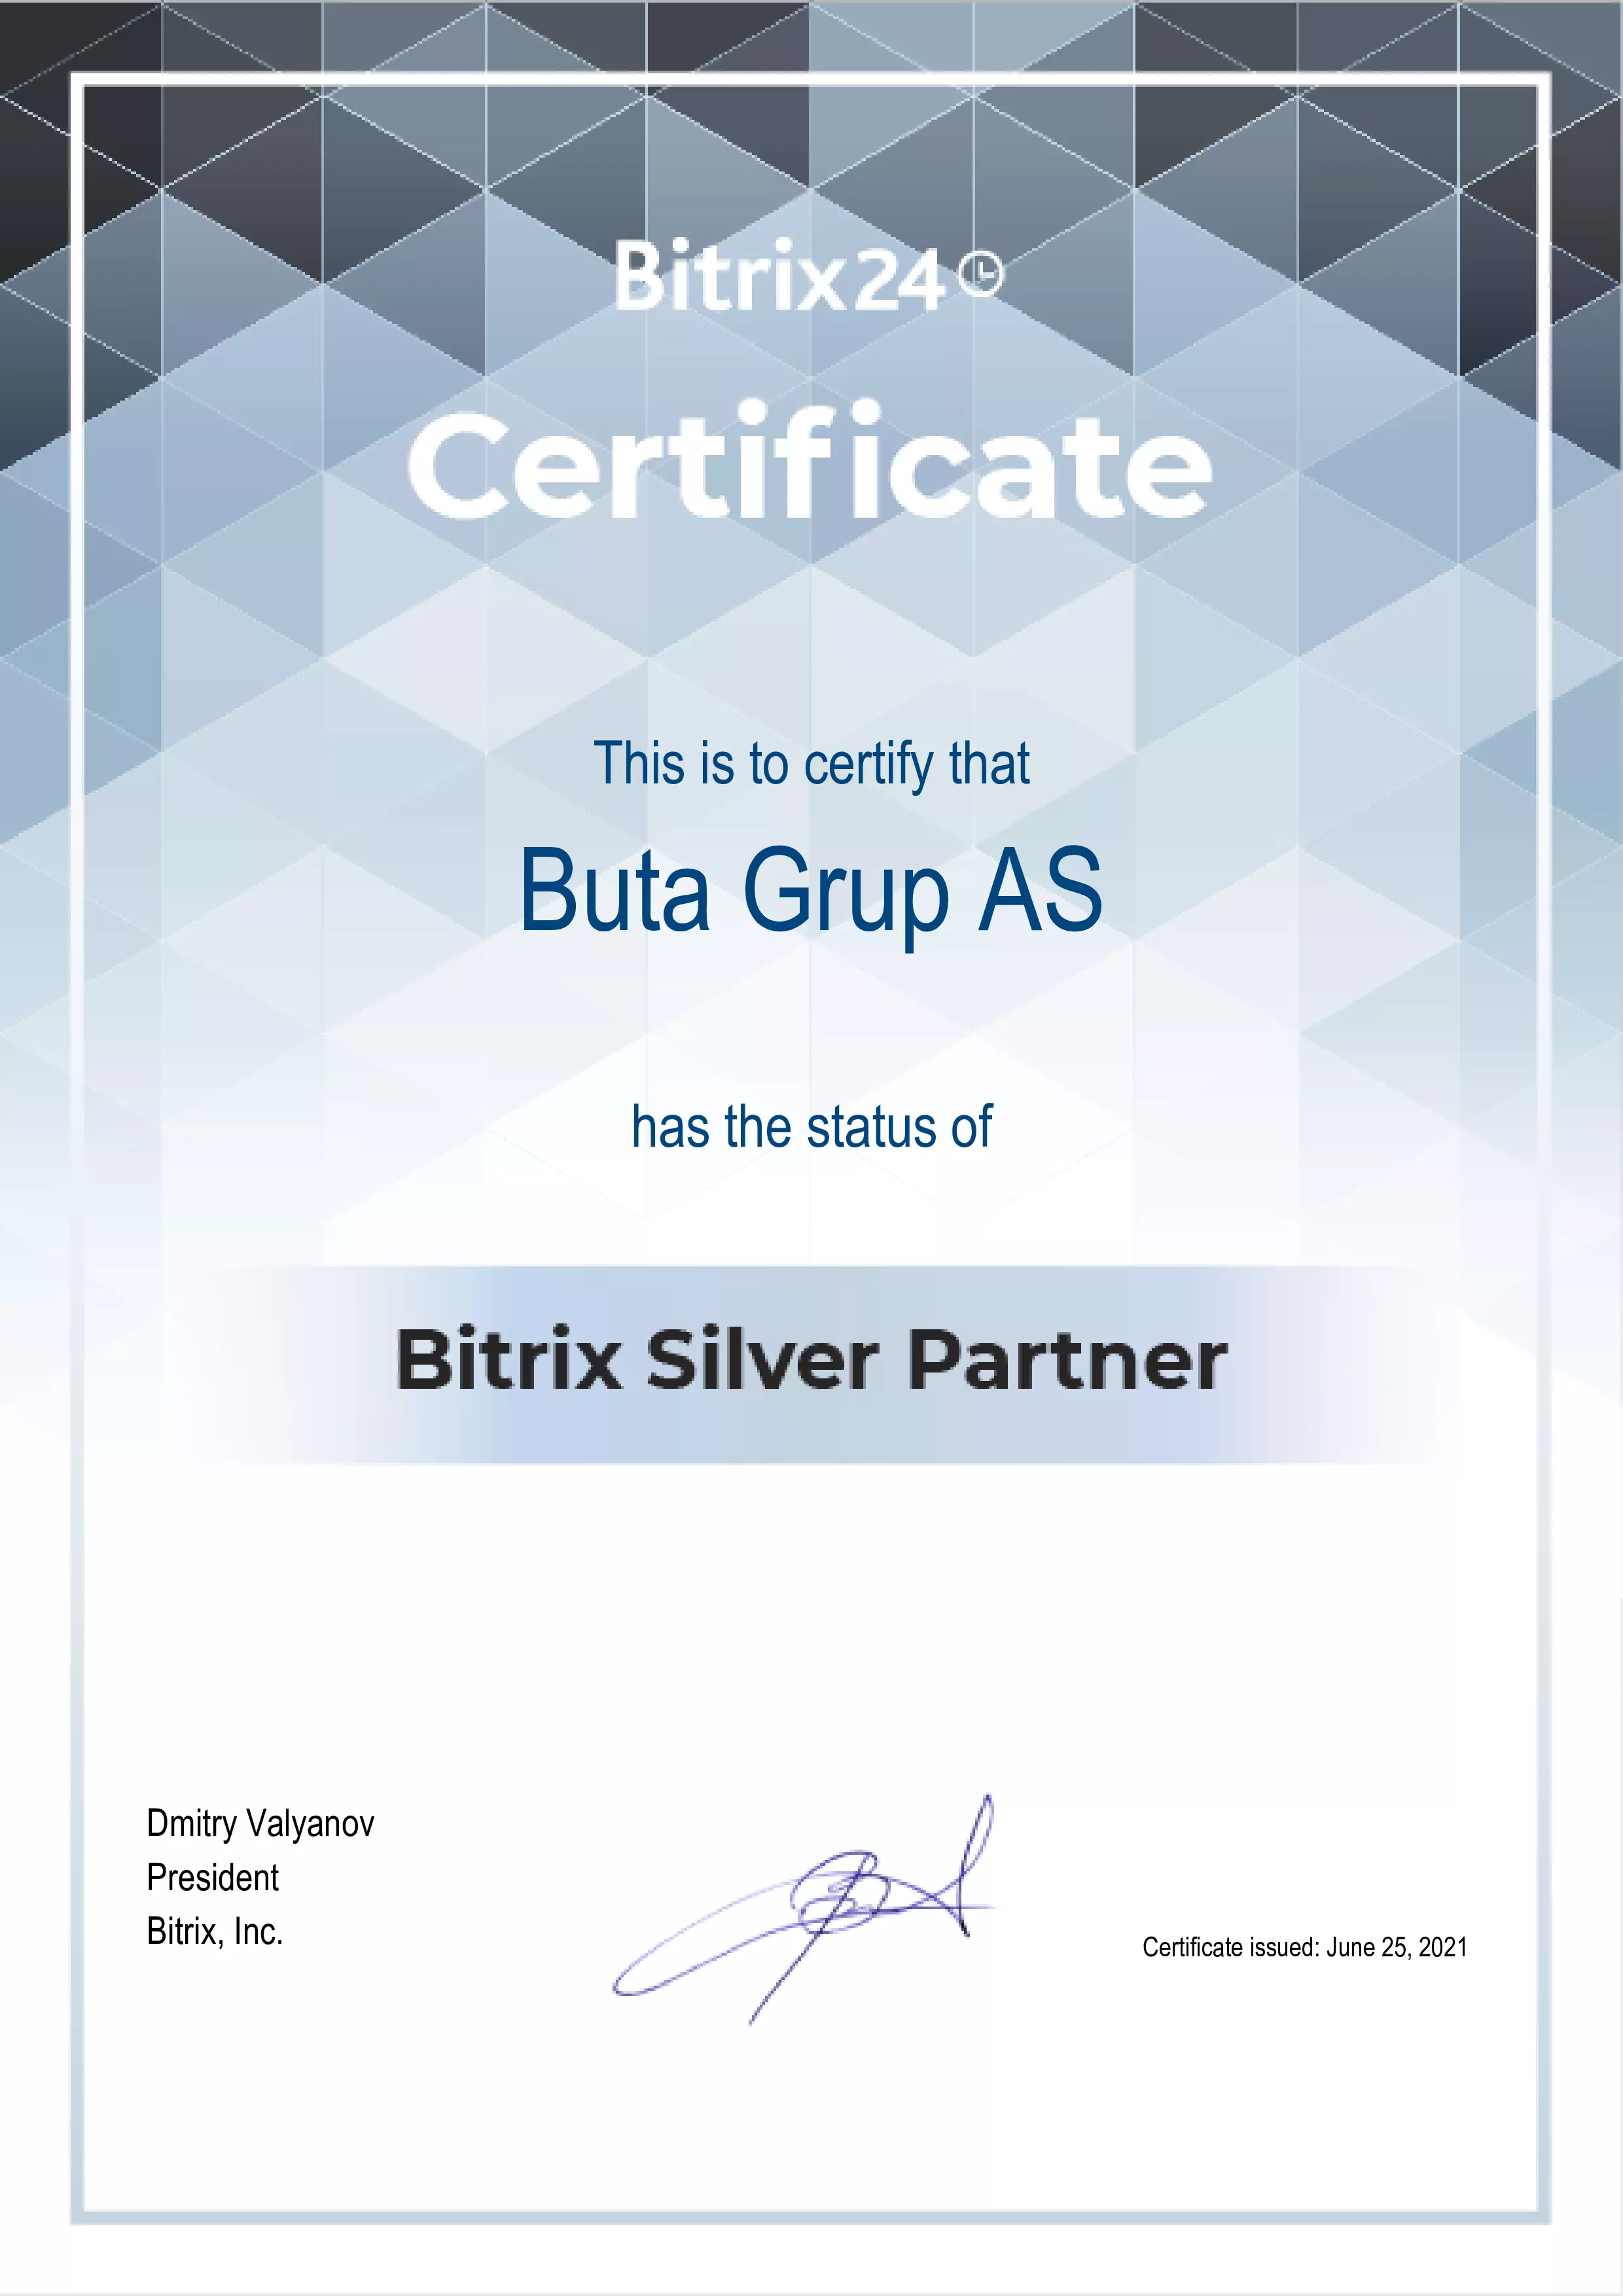 Bitrix24
Certificate
This is to certify that
Buta Grup AS
has the status of
Bitrix Silver Partner
Dmitry Valyanov
President
Bitrix, Inc.
Certificate issued: June 25, 2021